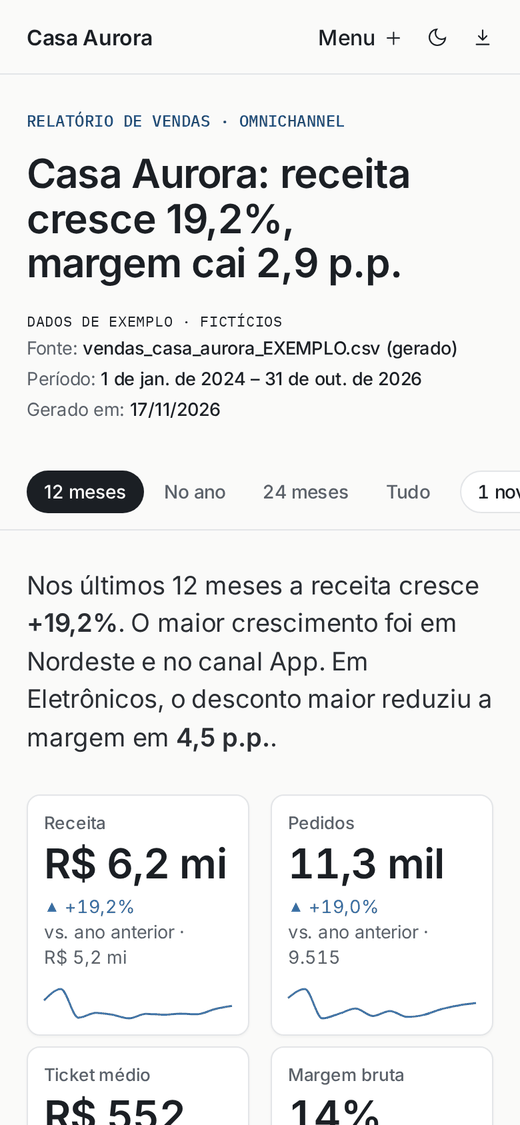 Casa Aurora
Menu +
RELATÓRIO DE VENDAS · OMNICHANNEL
Casa Aurora: receita
cresce 19,2%,
margem cai 2,9 p.p.
DADOS DE EXEMPLO · FICTÍCIOS
Fonte: vendas_casa_aurora_EXEMPLO.csv (gerado)
Período: 1 de jan. de 2024 – 31 de out. de 2026
Gerado em: 17/11/2026
12 meses No ano 24 meses Tudo 1 nov
Nos últimos 12 meses a receita cresce
+19,2%. O maior crescimento foi em
Nordeste e no canal App. Em
Eletrônicos, o desconto maior reduziu a
margem em 4,5 p.p..
Receita
R$ 6,2 mi
▲ +19,2%
vs. ano anterior ·
R$ 5,2 mi
Pedidos
11,3 mil
▲ +19,0%
vs. ano anterior ·
9.515
Ticket médio
R$ 552
Margem bruta
14%